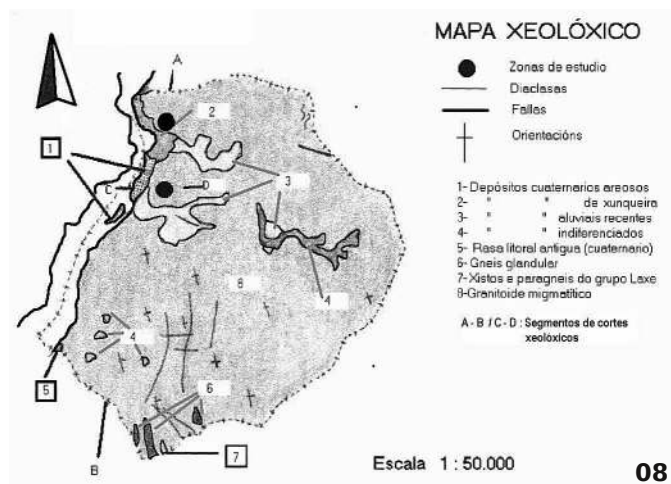 MAPA XEOLÓXICO
Zonas de estudio
Diaclasas
Fallas
Orientacións
1- Depósitos cuaternarios areosos
2- " " de xunqueira
3- " " aluviais recentes
4- " " indiferenciados
5- Rasa litoral antigua (cuaternario)
6- Gneis glandular
7- Xistos e paragneis do grupo Laxe
8- Granitoide migmatítico
A - B / C - D : Segmentos de cortes
xeolóxicos
A
2
1
C
D
3
8
4
4
5
6
7
B
Escala 1 : 50.000
08